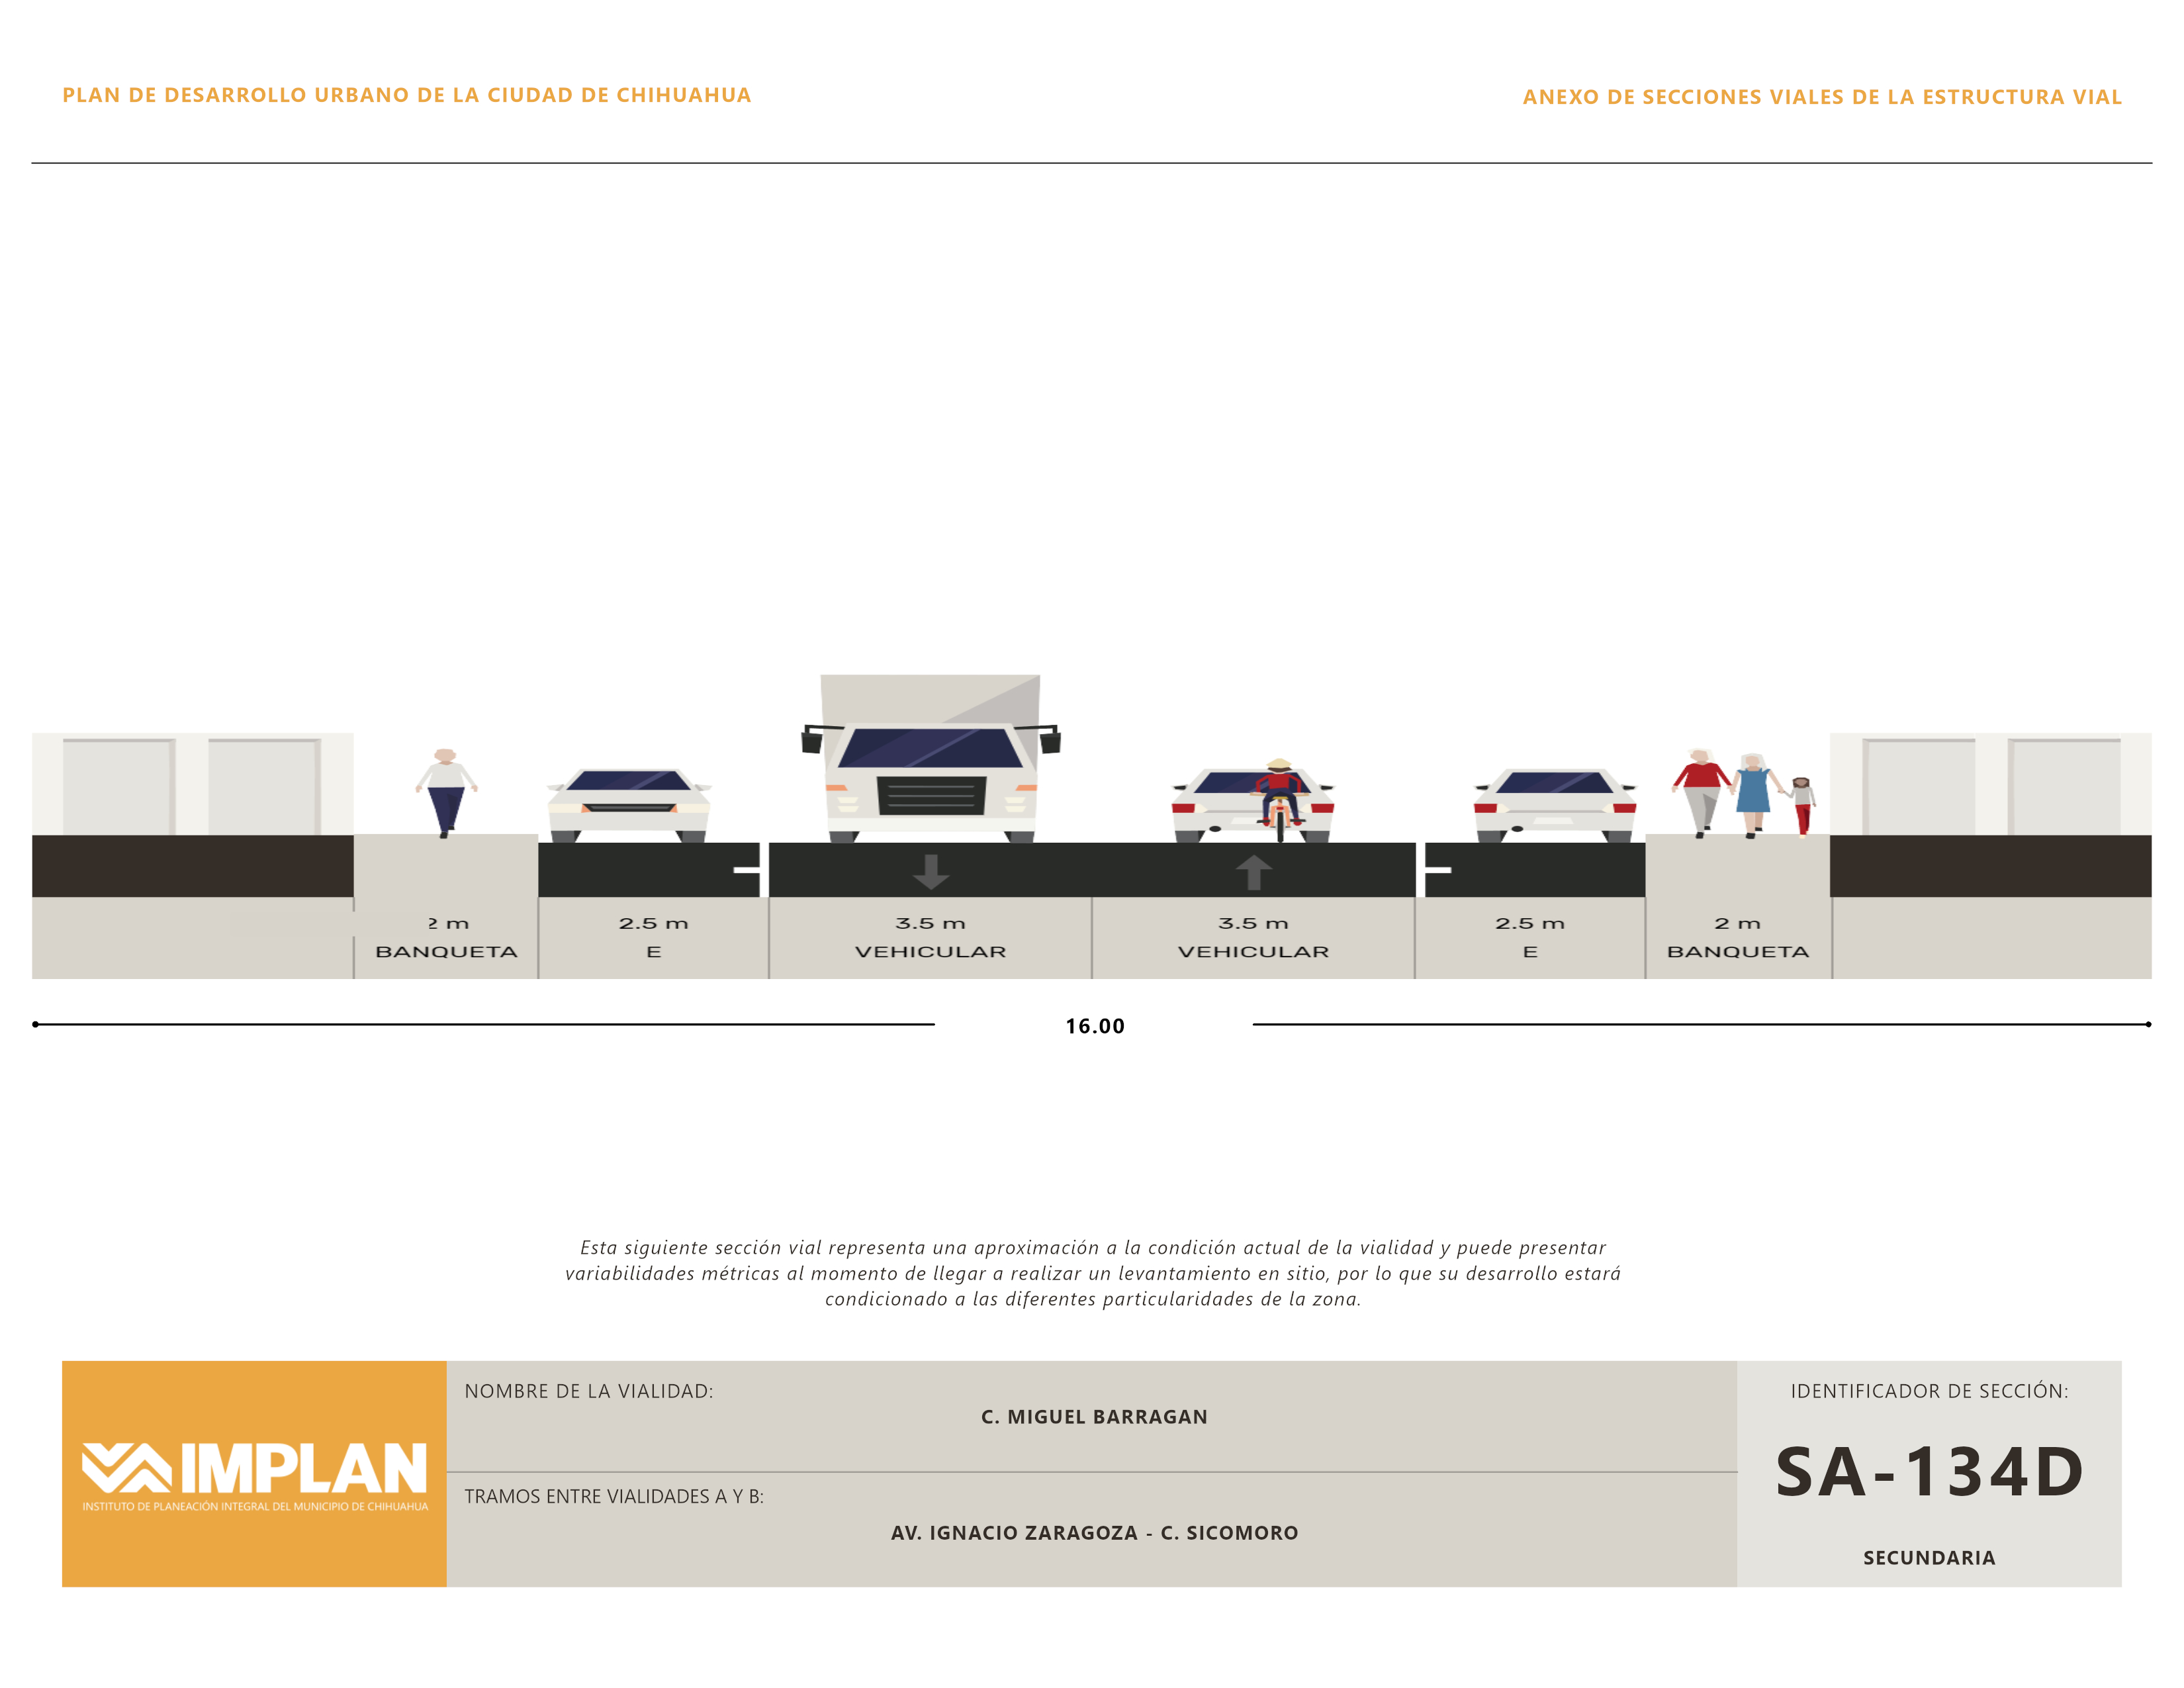 PLAN DE DESARROLLO URBANO DE LA CIUDAD DE CHIHUAHUA
ANEXO DE SECCIONES VIALES DE LA ESTRUCTURA VIAL
2 m
BANQUETA
2.5 m
E
3.5 m
VEHICULAR
3.5 m
VEHICULAR
2.5 m
E
2 m
BANQUETA
16.00
Esta siguiente sección vial representa una aproximación a la condición actual de la vialidad y puede presentar
variabilidades métricas al momento de llegar a realizar un levantamiento en sitio, por lo que su desarrollo estará
condicionado a las diferentes particularidades de la zona.
IMPLAN
INSTITUTO DE PLANEACIÓN INTEGRAL DEL MUNICIPIO DE CHIHUAHUA
NOMBRE DE LA VIALIDAD:
C. MIGUEL BARRAGAN
TRAMOS ENTRE VIALIDADES A Y B:
AV. IGNACIO ZARAGOZA - C. SICOMORO
IDENTIFICADOR DE SECCIÓN:
SA-134D
SECUNDARIA